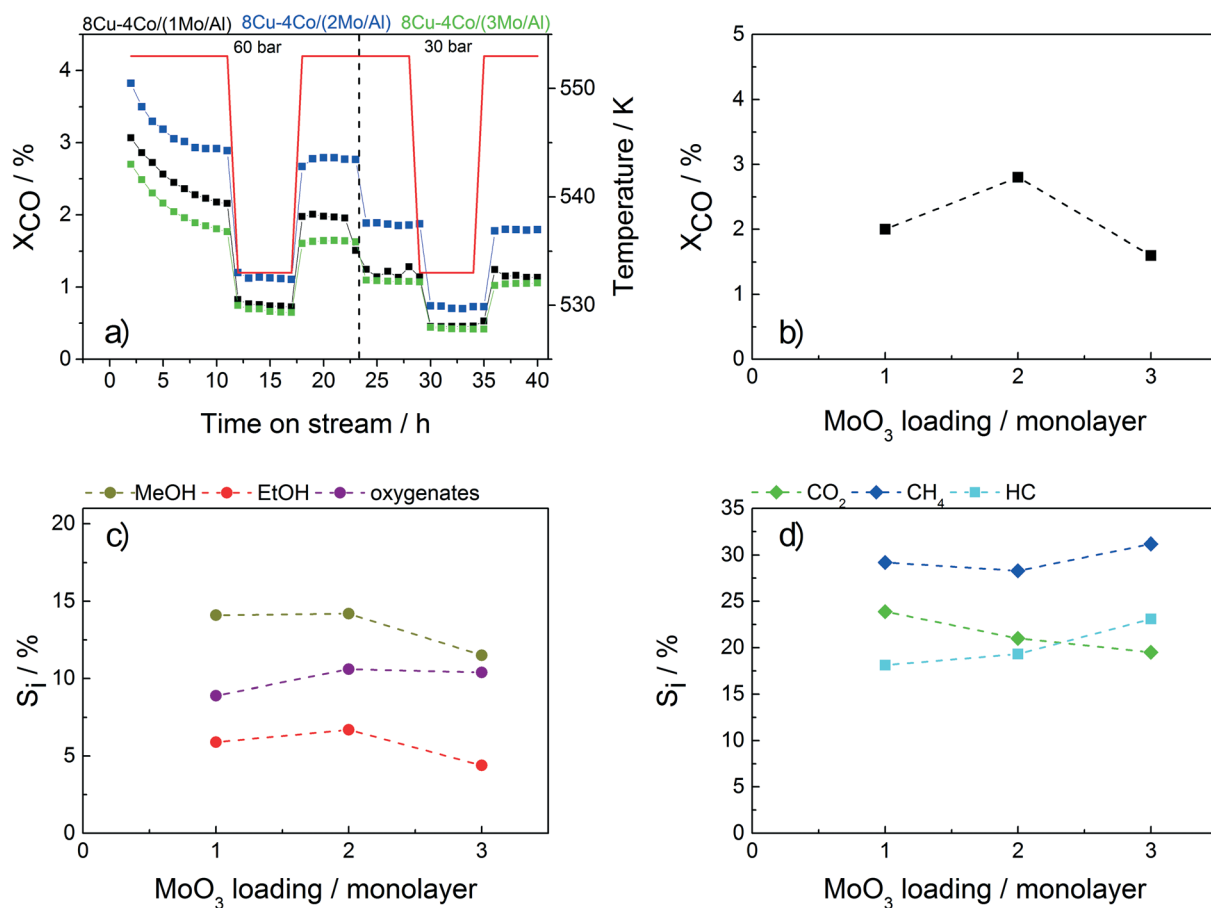 8Cu-4Co/(1Mo/Al) 8Cu-4Co/(2Mo/Al) 8Cu-4Co/(3Mo/Al)
60 bar 30 bar
4
3
2
1
0
X_CO / %
550
540
530
Temperature / K
a)
0 5 10 15 20 25 30 35 40
Time on stream / h
5
4
3
2
1
0
X_CO / %
b)
0 1 2 3
MoO₃ loading / monolayer
MeOH EtOH oxygenates
20
15
10
5
0
S_i / %
c)
0 1 2 3
MoO₃ loading / monolayer
CO₂ CH₄ HC
35
30
25
20
15
10
5
0
S_i / %
d)
0 1 2 3
MoO₃ loading / monolayer